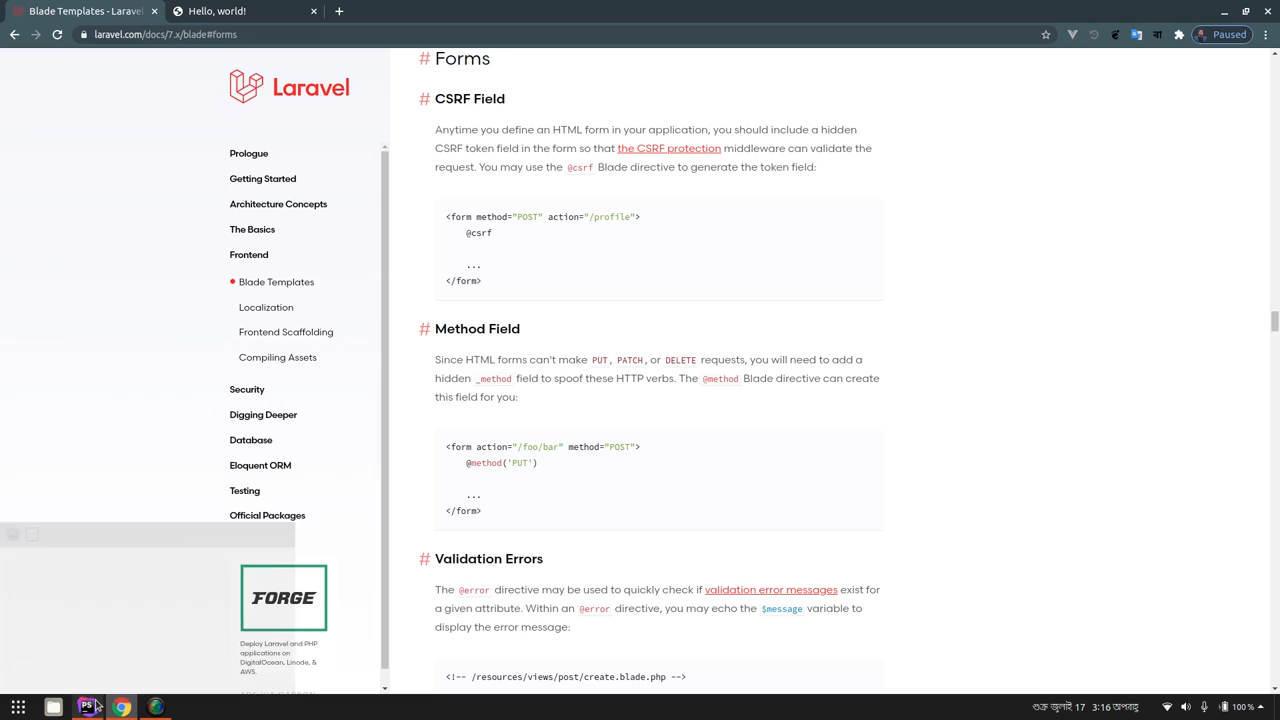 Blade Templates - Laravel
Hello, world!
laravel.com/docs/7.x/blade#forms
Paused
Laravel
Prologue
Getting Started
Architecture Concepts
The Basics
Frontend
Blade Templates
Localization
Frontend Scaffolding
Compiling Assets
Security
Digging Deeper
Database
Eloquent ORM
Testing
Official Packages
FORGE
Deploy Laravel and PHP
applications on
DigitalOcean, Linode, &
AWS.
# Forms
# CSRF Field
Anytime you define an HTML form in your application, you should include a hidden
CSRF token field in the form so that the CSRF protection middleware can validate the
request. You may use the @csrf Blade directive to generate the token field:
<form method="POST" action="/profile">
@csrf
...
</form>
# Method Field
Since HTML forms can't make PUT, PATCH, or DELETE requests, you will need to add a
hidden _method field to spoof these HTTP verbs. The @method Blade directive can create
this field for you:
<form action="/foo/bar" method="POST">
@method('PUT')
...
</form>
# Validation Errors
The @error directive may be used to quickly check if validation error messages exist for
a given attribute. Within an @error directive, you may echo the $message variable to
display the error message:
<!-- /resources/views/post/create.blade.php -->
17 3:16
100%